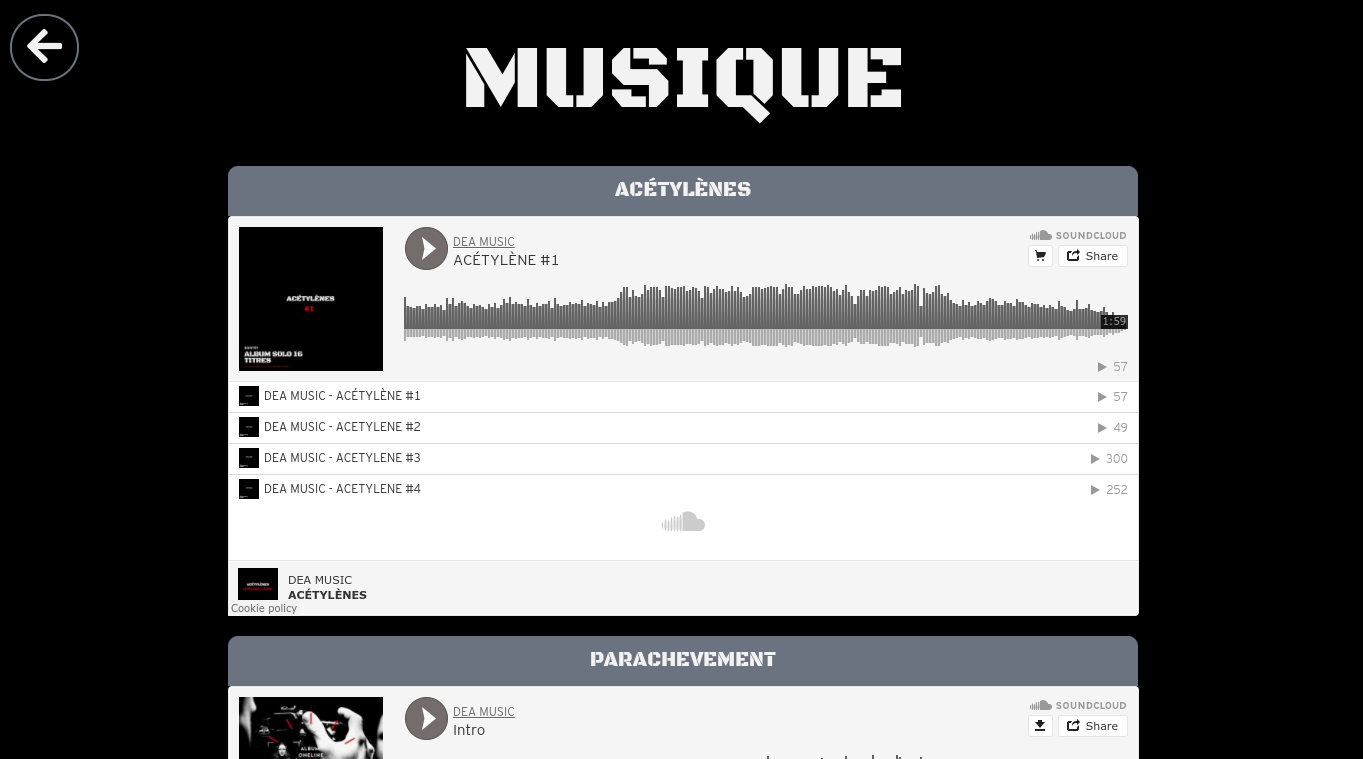 MUSIQUE
ACÉTYLÈNES
DEA MUSIC
ACÉTYLÈNE #1
SOUNDCLOUD
Share
ACÉTYLÈNES
#1
ALBUM SOLO 16
TITRES
1:59
57
DEA MUSIC - ACÉTYLÈNE #1
57
DEA MUSIC - ACETYLENE #2
49
DEA MUSIC - ACETYLENE #3
300
DEA MUSIC - ACETYLENE #4
252
DEA MUSIC
ACÉTYLÈNES
Cookie policy
PARACHEVEMENT
DEA MUSIC
Intro
SOUNDCLOUD
Share
ALBUM